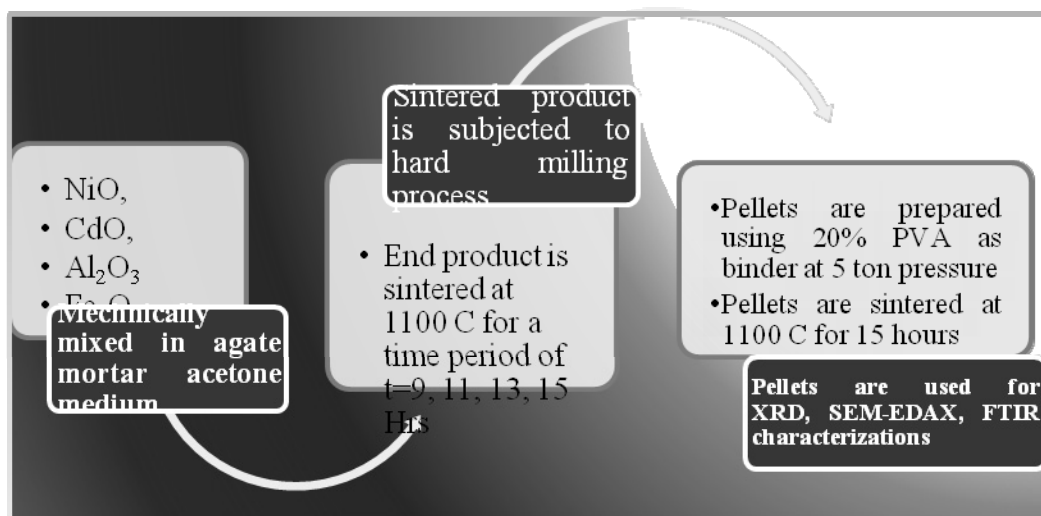 • NiO,
• CdO,
• Al₂O₃
Mechnically
mixed in agate
mortar acetone
medium
Sintered product
is subjected to
hard milling
process
• End product is
sintered at
1100 C for a
time period of
t=9, 11, 13, 15
Hrs
•Pellets are prepared
using 20% PVA as
binder at 5 ton pressure
•Pellets are sintered at
1100 C for 15 hours
Pellets are used for
XRD, SEM-EDAX, FTIR
characterizations